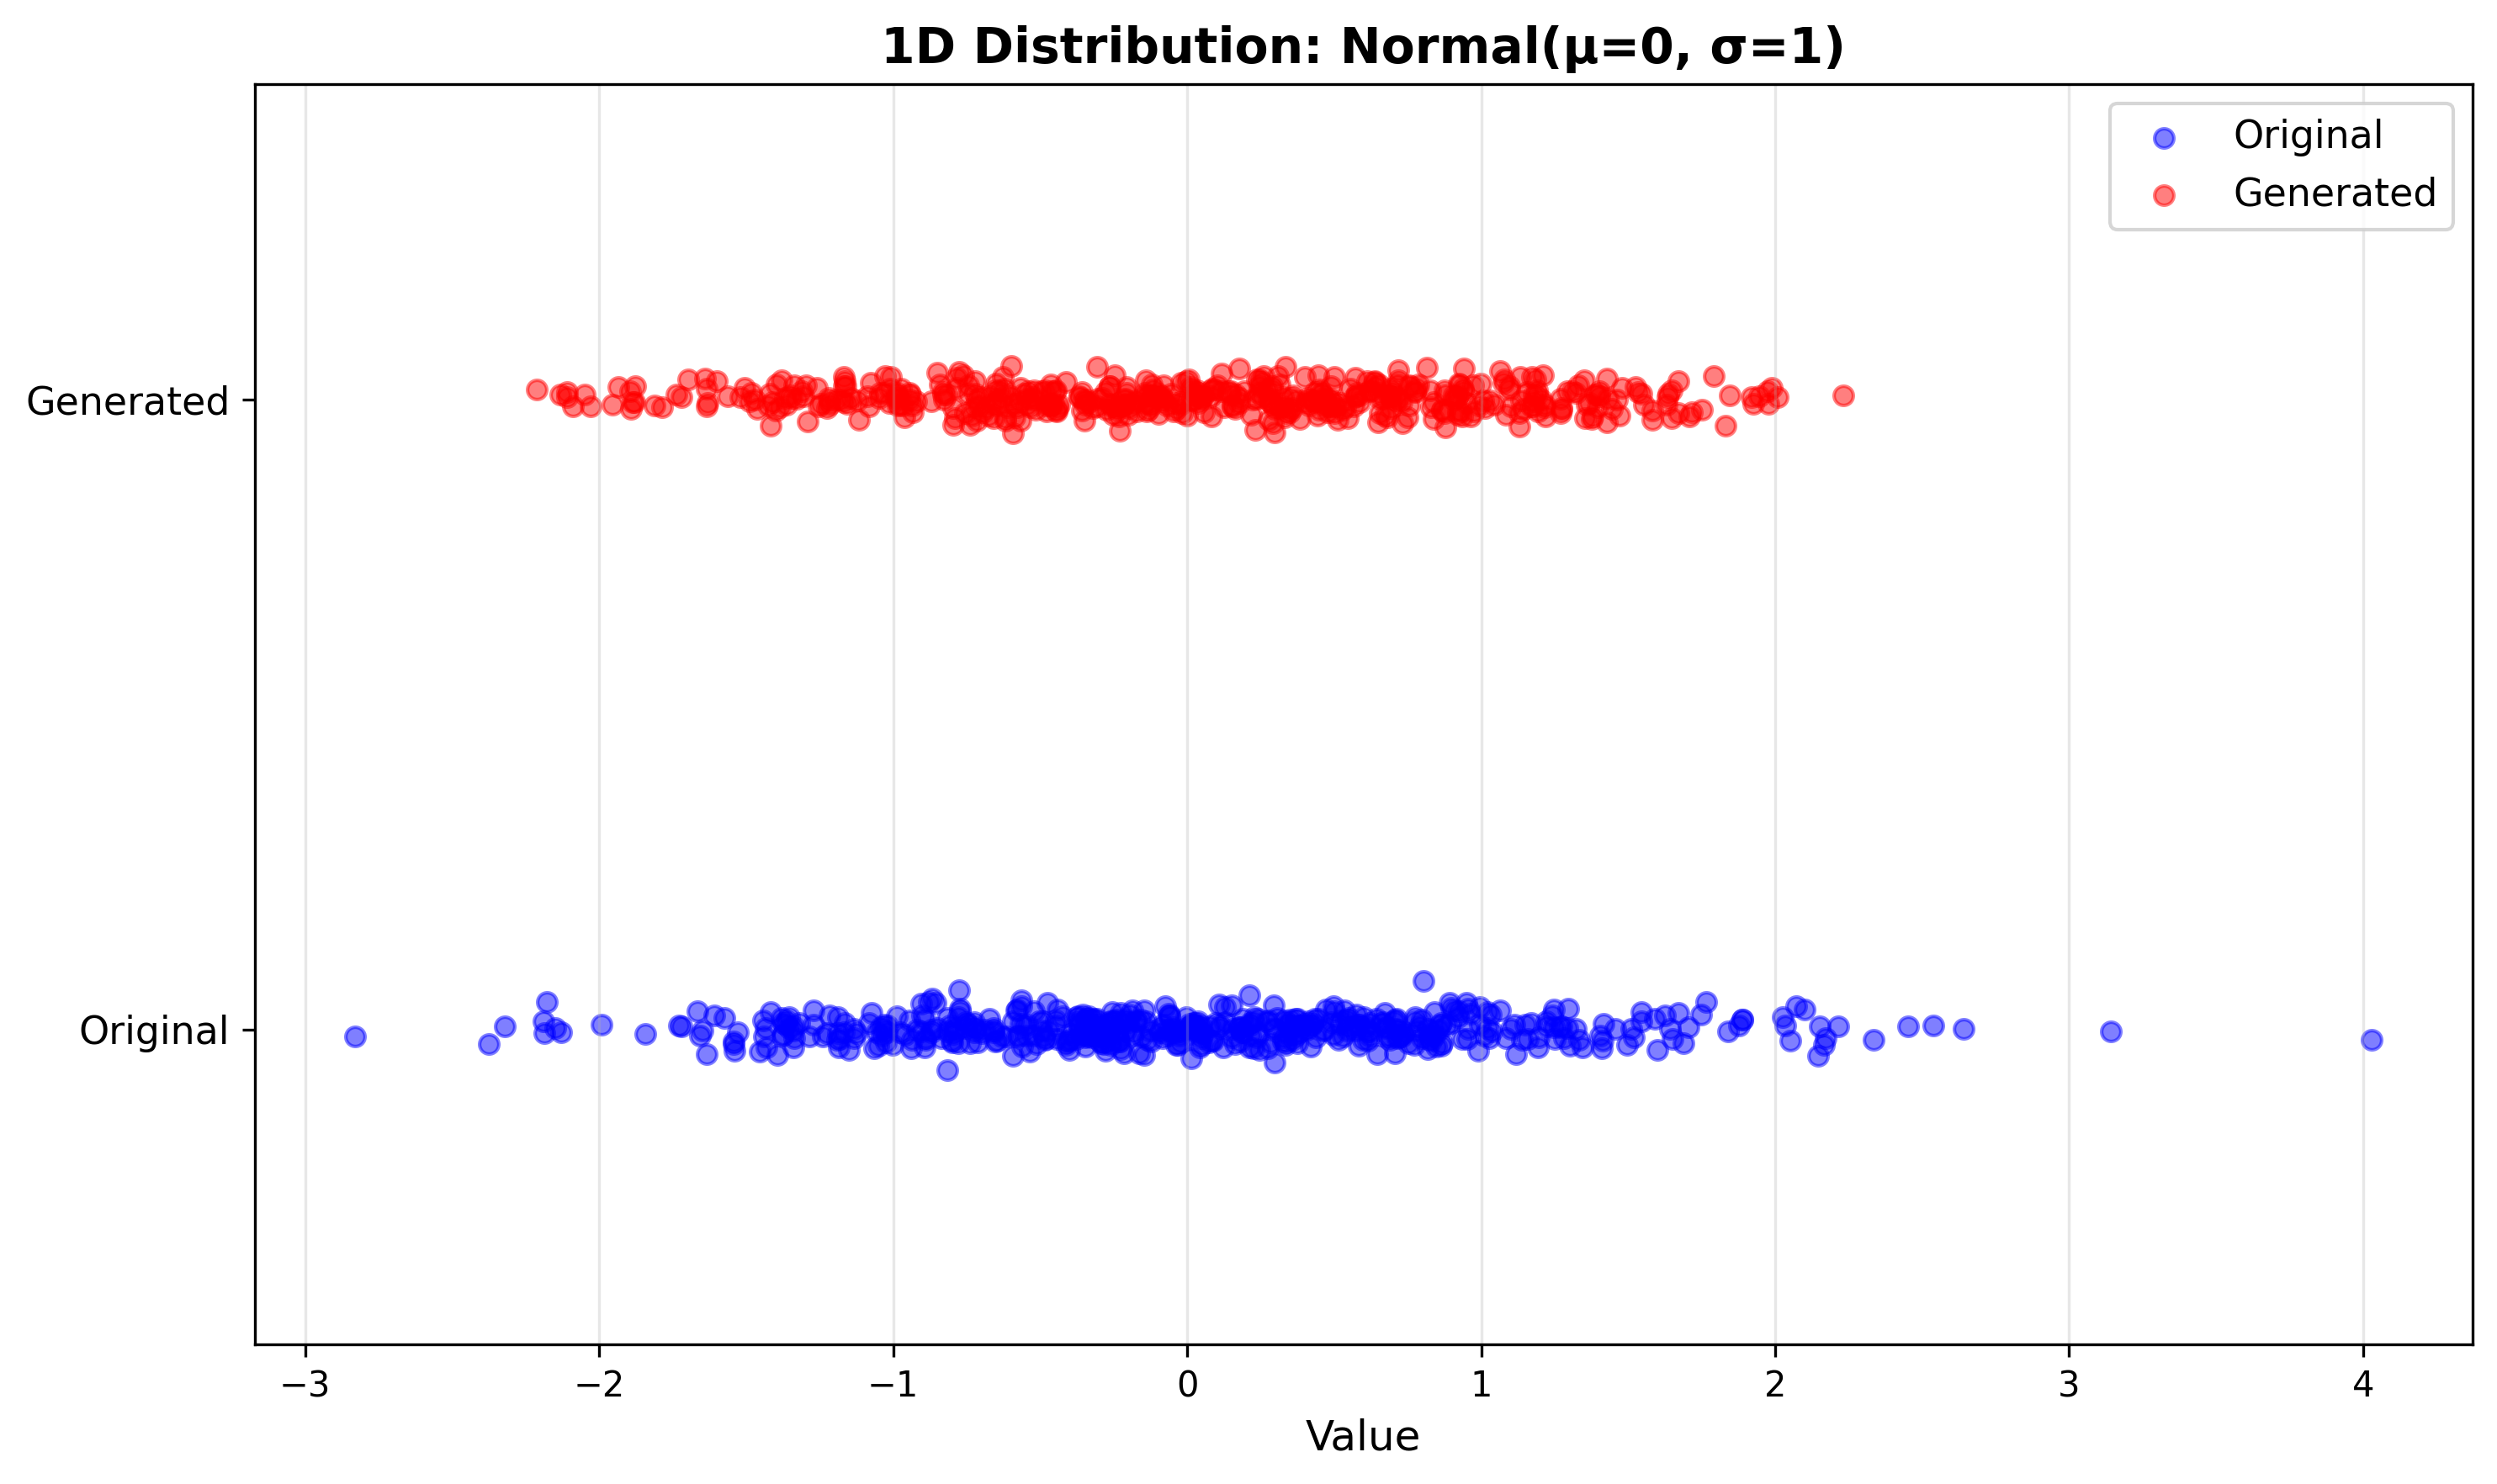 1D Distribution: Normal(μ=0, σ=1)
Original
Generated
Generated
Original
−3 −2 −1 0 1 2 3 4
Value